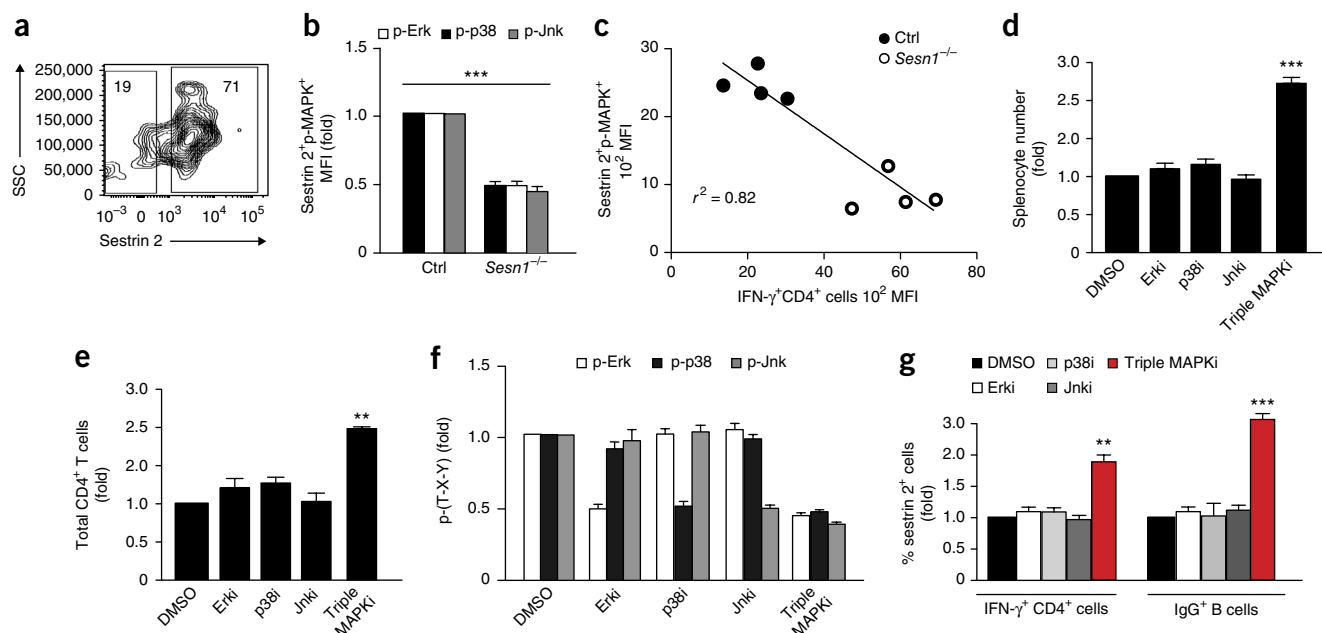 a
250,000
200,000
150,000
100,000
50,000
0
SSC
19
71
10⁻³ 0 10³ 10⁴ 10⁵
Sestrin 2
b
p-Erk p-p38 p-Jnk
1.5
1.0
0.5
0
Sestrin 2⁺p-MAPK⁺
MFI (fold)
***
Ctrl Sesn1⁻/⁻
c
Ctrl
Sesn1⁻/⁻
30
20
10
0
Sestrin 2⁺p-MAPK⁺
10² MFI
r² = 0.82
0 20 40 60 80
IFN-γ⁺CD4⁺ cells 10² MFI
d
3.0
2.5
2.0
1.0
0.5
0
Splenocyte number
(fold)
***
DMSO
Erki
p38i
Jnki
Triple MAPKi
e
3.0
2.5
2.0
1.0
0.5
0
Total CD4⁺ T cells
(fold)
**
DMSO
Erki
p38i
Jnki
Triple
MAPKi
f
p-Erk p-p38 p-Jnk
1.5
1.0
0.5
0
p-(T-X-Y) (fold)
DMSO
Erki
p38i
Jnki
Triple
MAPKi
g
DMSO p38i Triple MAPKi
Erki Jnki
3.0
2.5
2.0
1.0
0.5
0
% sestrin 2⁺ cells
(fold)
**
***
IFN-γ⁺ CD4⁺ cells IgG⁺ B cells